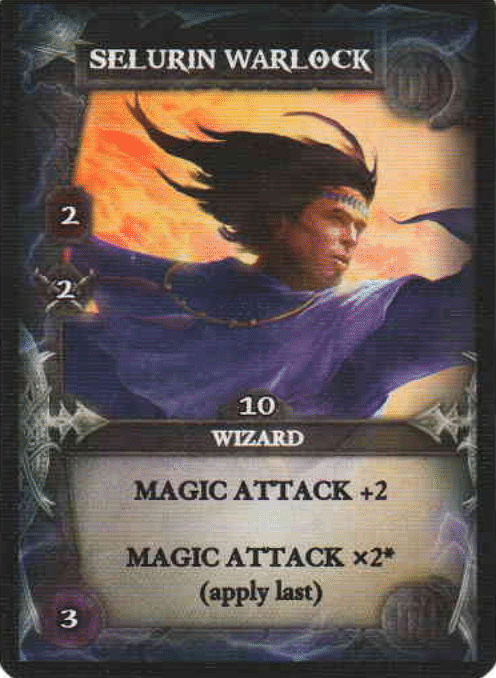 SELURIN WARLOCK
2
2
10
WIZARD
MAGIC ATTACK +2
MAGIC ATTACK ×2*
(apply last)
3